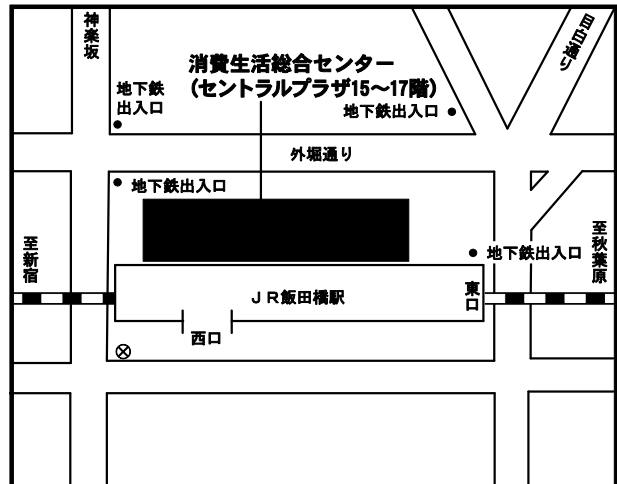 神楽坂
目白通り
消費生活総合センター
(セントラルプラザ15～17階)
地下鉄
出入口
地下鉄出入口
外堀通り
地下鉄出入口
至新宿
至秋葉原
地下鉄出入口
JR飯田橋駅
東口
西口